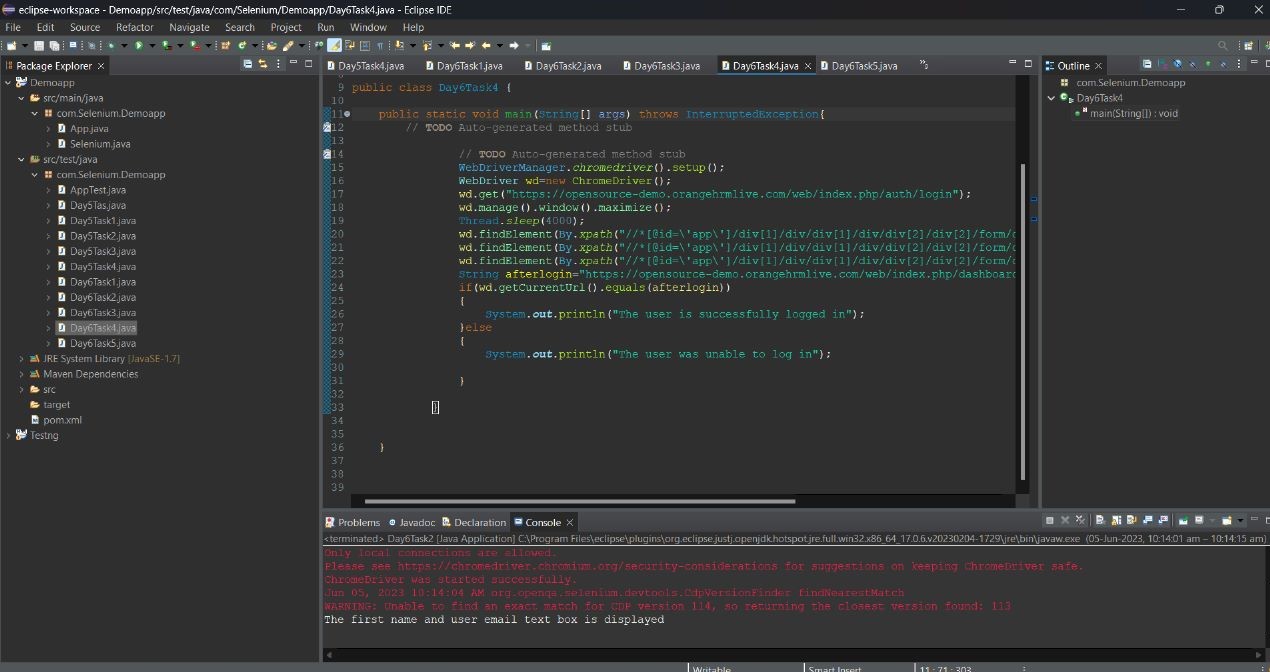 eclipse-workspace - Demoapp/src/test/java/com/Selenium/Demoapp/Day6Task4.java - Eclipse IDE
File Edit Source Refactor Navigate Search Project Run Window Help
Package Explorer
Demoapp
src/main/java
com.Selenium.Demoapp
App.java
Selenium.java
src/test/java
com.Selenium.Demoapp
AppTest.java
Day5Tas.java
Day5Task1.java
Day5Task2.java
Day5Task3.java
Day5Task4.java
Day6Task1.java
Day6Task2.java
Day6Task3.java
Day6Task4.java
Day6Task5.java
JRE System Library [JavaSE-1.7]
Maven Dependencies
src
target
pom.xml
Testng
Day5Task4.java Day6Task1.java Day6Task2.java Day6Task3.java Day6Task4.java Day6Task5.java »5
9 public class Day6Task4 {
10
11 public static void main(String[] args) throws InterruptedException{
12 // TODO Auto-generated method stub
13
14 // TODO Auto-generated method stub
15 WebDriverManager.chromedriver().setup();
16 WebDriver wd=new ChromeDriver();
17 wd.get("https://opensource-demo.orangehrmlive.com/web/index.php/auth/login");
18 wd.manage().window().maximize();
19 Thread.sleep(4000);
20 wd.findElement(By.xpath("//*[@id=\'app\']/div[1]/div/div[1]/div/div[2]/div[2]/form/
21 wd.findElement(By.xpath("//*[@id=\'app\']/div[1]/div/div[1]/div/div[2]/div[2]/form/
22 wd.findElement(By.xpath("//*[@id=\'app\']/div[1]/div/div[1]/div/div[2]/div[2]/form/
23 String afterlogin="https://opensource-demo.orangehrmlive.com/web/index.php/dashboar
24 if(wd.getCurrentUrl().equals(afterlogin))
25 {
26 System.out.println("The user is successfully logged in");
27 }else
28 {
29 System.out.println("The user was unable to log in");
30
31 }
32
33 }
34
35
36 }
37
38
39
Outline
com.Selenium.Demoapp
Day6Task4
main(String[]) : void
Problems Javadoc Declaration Console
<terminated> Day6Task2 [Java Application] C:\Program Files\eclipse\plugins\org.eclipse.justj.openjdk.hotspot.jre.full.win32.x86_64_17.0.6.v20230204-1729\jre\bin\javaw.exe (05-Jun-2023, 10:14:01 am – 10:14:15 am)
Only local connections are allowed.
Please see https://chromedriver.chromium.org/security-considerations for suggestions on keeping ChromeDriver safe.
ChromeDriver was started successfully.
Jun 05, 2023 10:14:04 AM org.openqa.selenium.devtools.CdpVersionFinder findNearestMatch
WARNING: Unable to find an exact match for CDP version 114, so returning the closest version found: 113
The first name and user email text box is displayed
Writable Smart Insert 11 : 71 : 303